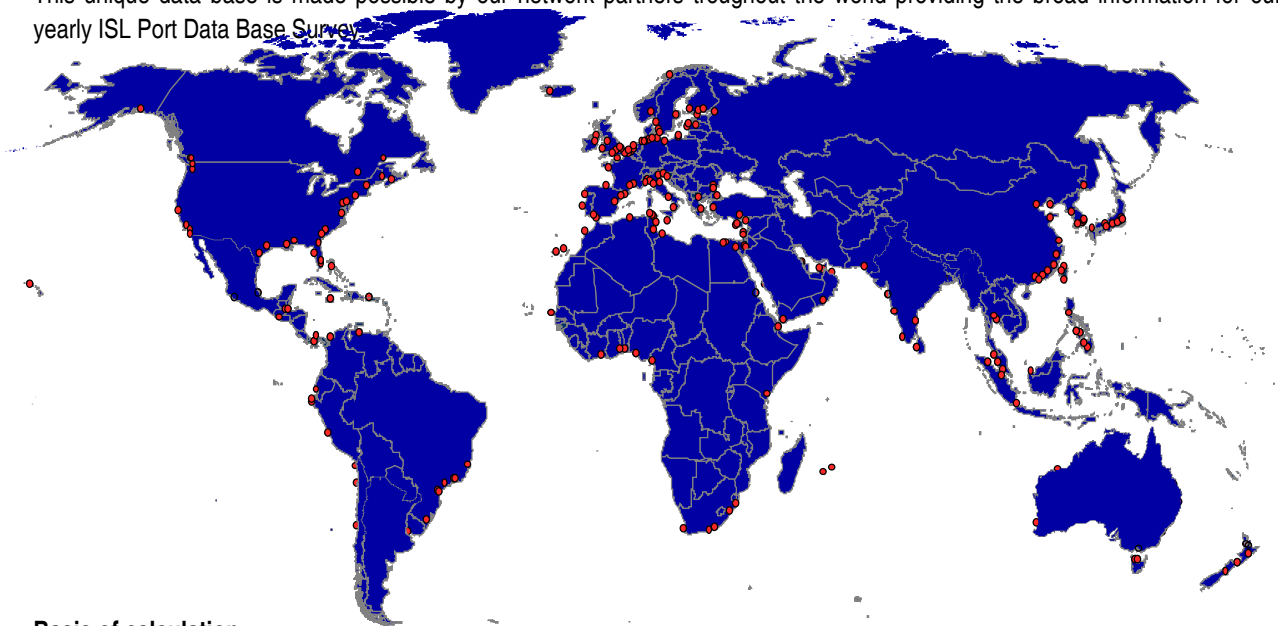 This unique data base is made possible by our network partners troughout the world providing the broad information for our
yearly ISL Port Data Base Survey.
Basis of calculation